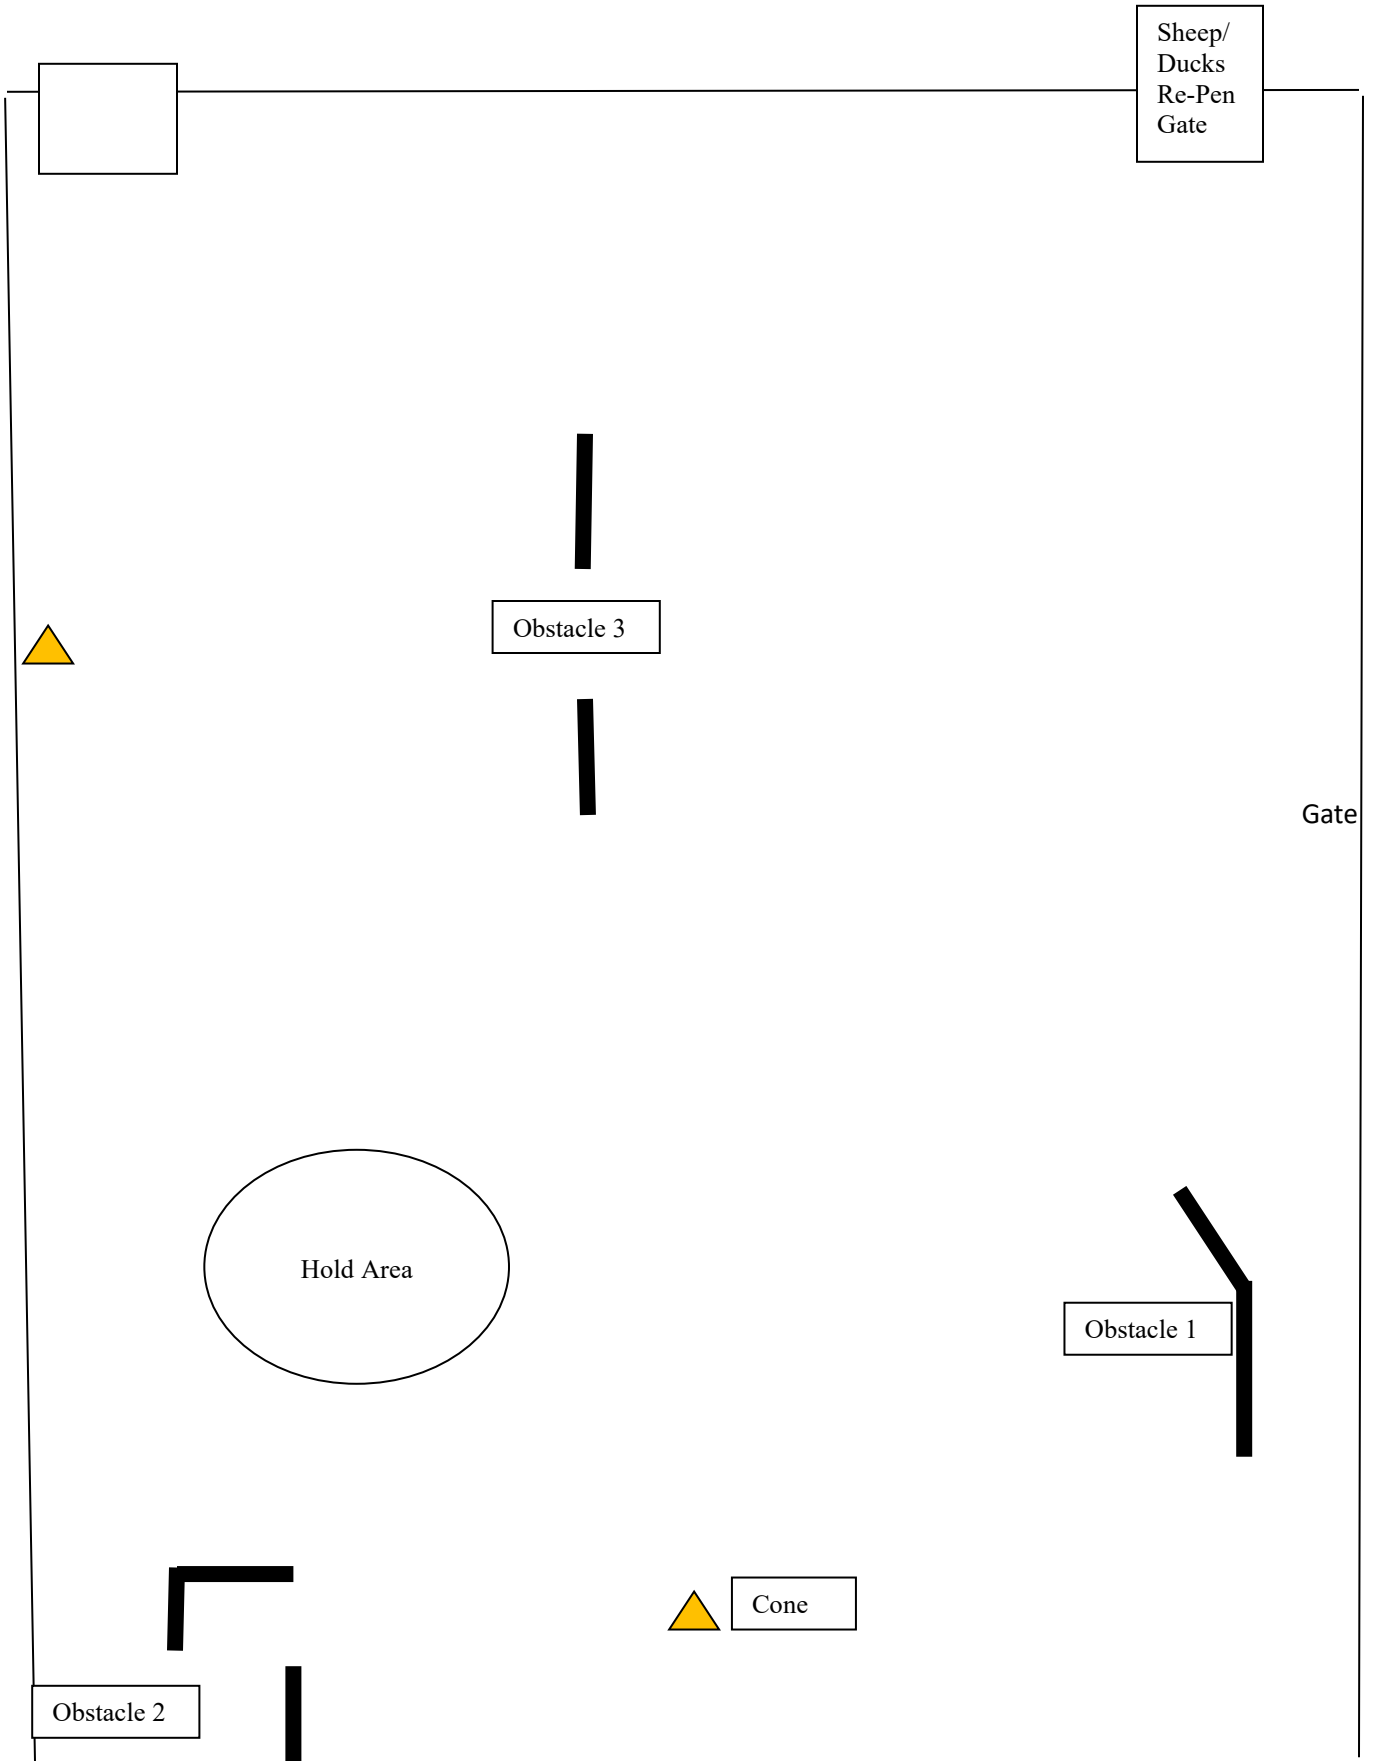 Sheep/
Ducks
Re-Pen
Gate
Obstacle 3
Gate
Hold Area
Obstacle 1
Cone
Obstacle 2